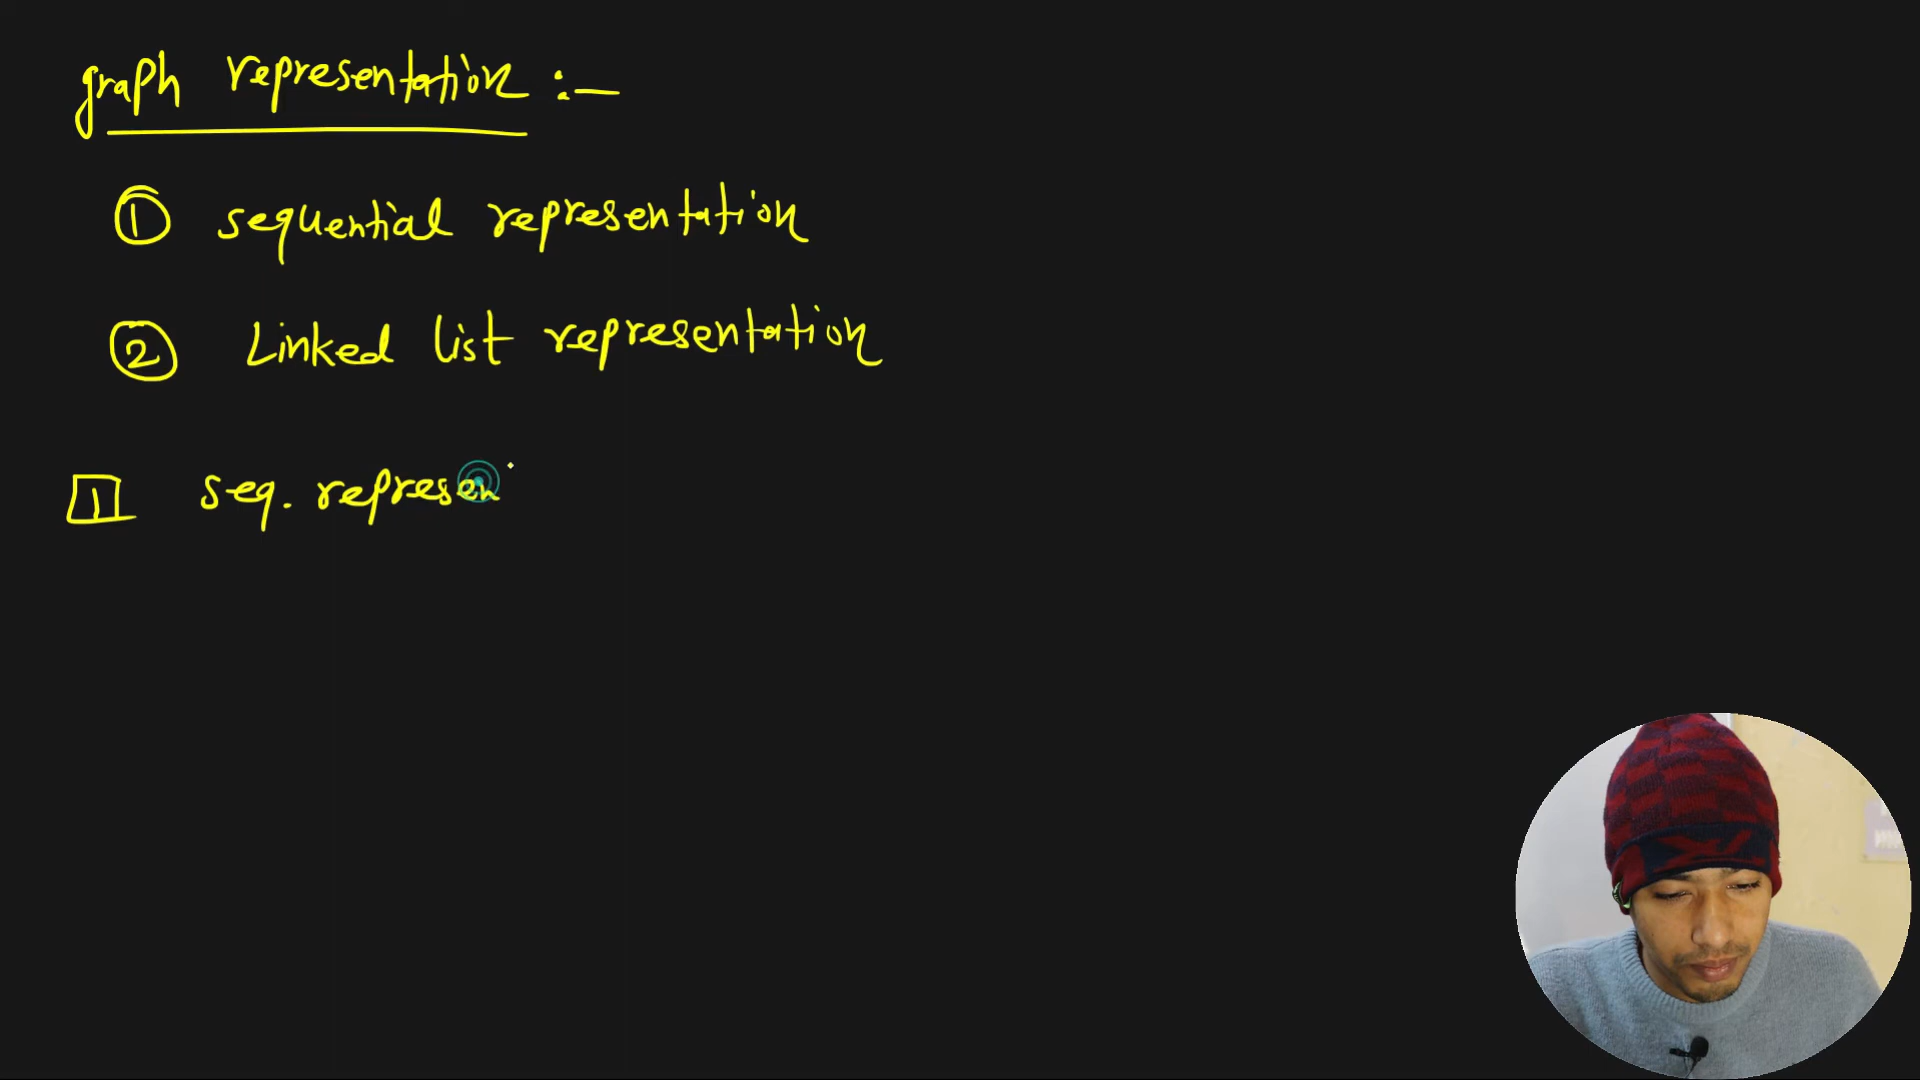 graph representation :-
① sequential representation
② Linked list representation
1 seq. represen